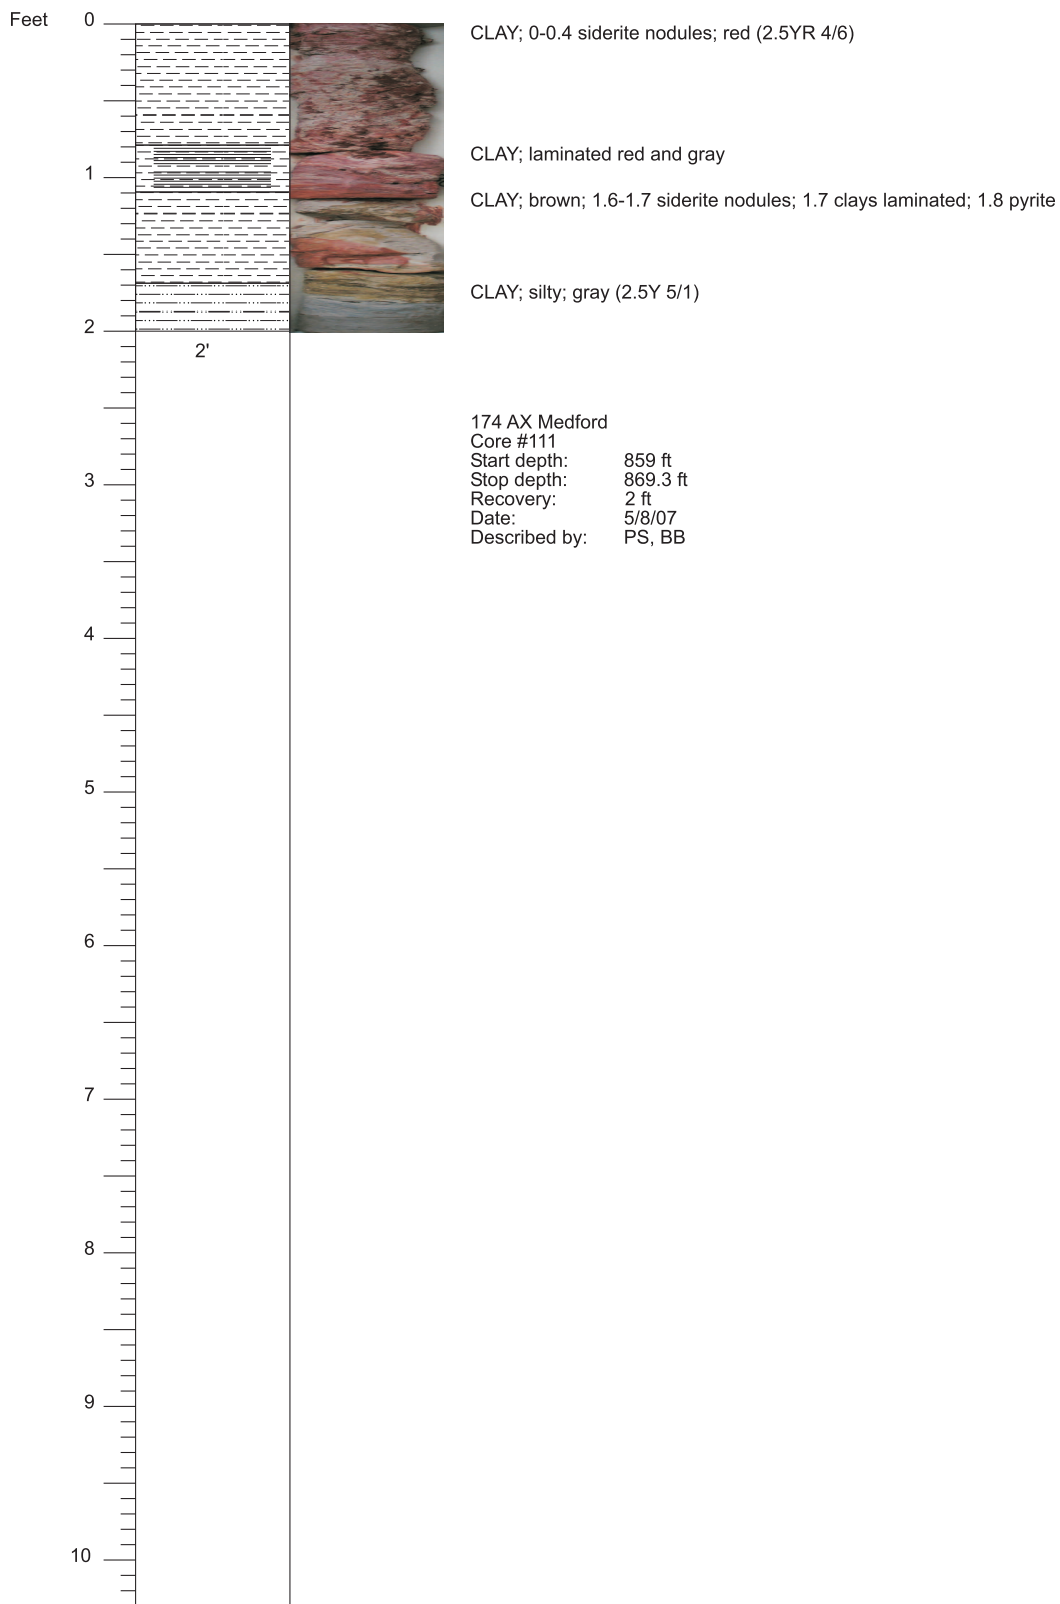 Feet
0
CLAY; 0-0.4 siderite nodules; red (2.5YR 4/6)
CLAY; laminated red and gray
1
CLAY; brown; 1.6-1.7 siderite nodules; 1.7 clays laminated; 1.8 pyrite
CLAY; silty; gray (2.5Y 5/1)
2
2'
174 AX Medford
Core #111
Start depth: 859 ft
Stop depth: 869.3 ft
Recovery: 2 ft
Date: 5/8/07
Described by: PS, BB
3
4
5
6
7
8
9
10